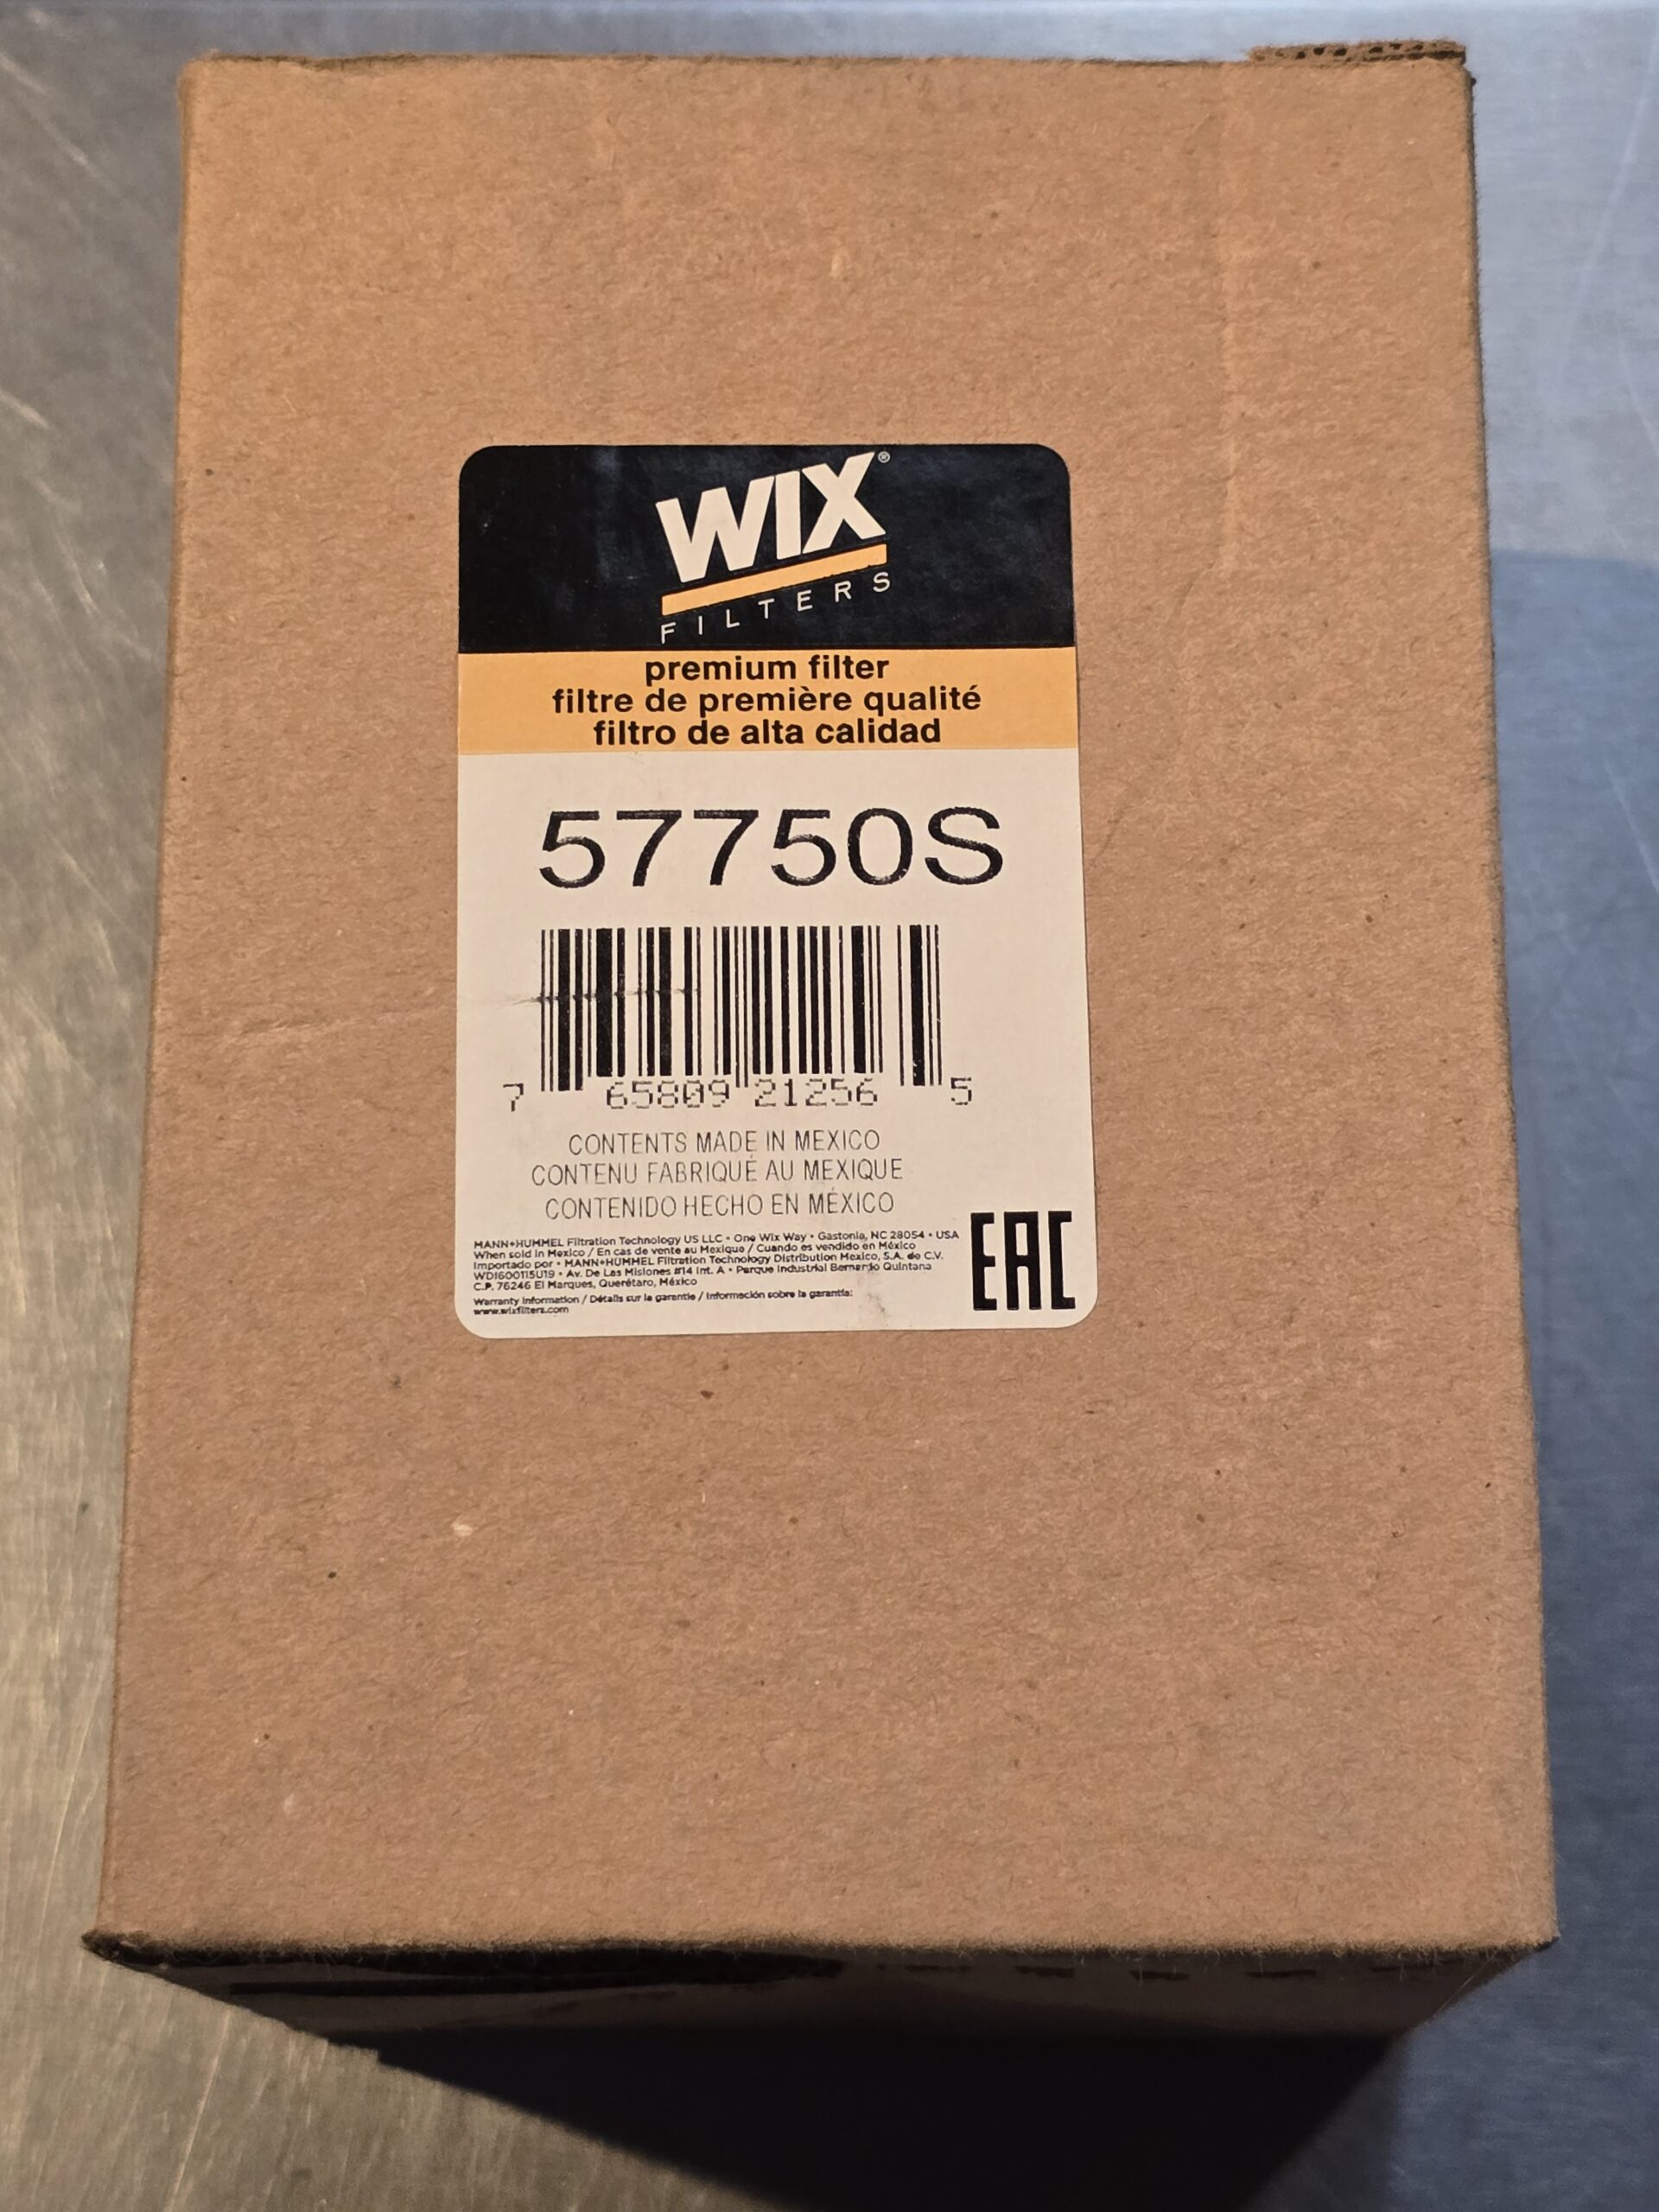 WIX®
FILTERS
premium filter
filtre de première qualité
filtro de alta calidad
57750S
7 65809 21256 5
CONTENTS MADE IN MEXICO
CONTENU FABRIQUÉ AU MEXIQUE
CONTENIDO HECHO EN MÉXICO
MANN+HUMMEL Filtration Technology US LLC • One Wix Way • Gastonia, NC 28054 • USA
When sold in Mexico / En cas de vente au Mexique / Cuando es vendido en México
Importado por • MANN+HUMMEL Filtration Technology Distribution Mexico, S.A. de C.V.
WDI600115U19 • Av. De Las Misiones #14 Int. A • Parque Industrial Bernardo Quintana
C.P. 76246 El Marques, Querétaro, México
Warranty Information / Détails sur la garantie / Información sobre la garantía:
www.wixfilters.com
EAC